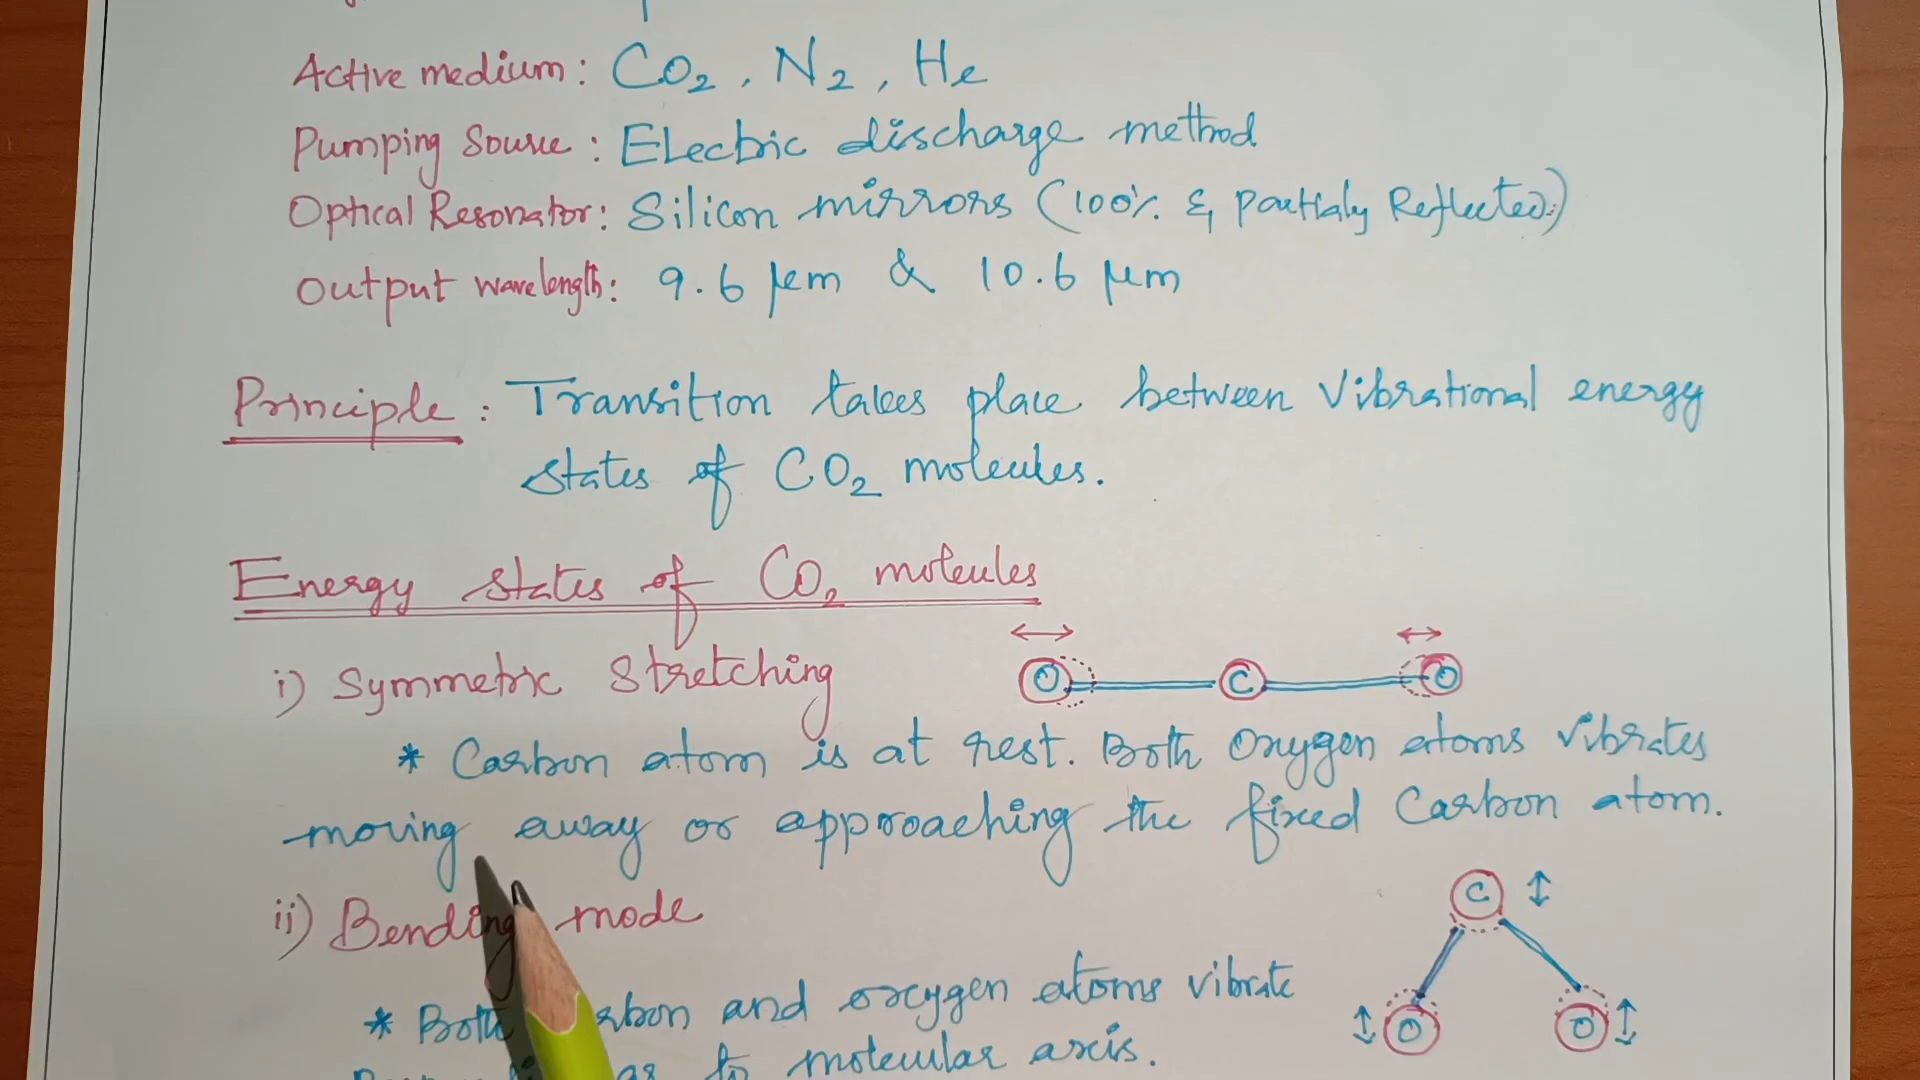 Active medium: CO2, N2, He
Pumping Source: Electric discharge method
Optical Resonator: Silicon mirrors (100% & partialy Reflected.)
Output wavelength: 9.6 μm & 10.6 μm
Principle: Transition takes place between vibrational energy
states of CO2 molecules.
Energy states of CO2 molecules
i) Symmetric Stretching
O C O
* Carbon atom is at rest. Both Oxygen atoms vibrates
moving away or approaching the fixed Carbon atom.
ii) Bending mode
C
* Both and oxygen atoms vibrate
O O
to molecular axis.